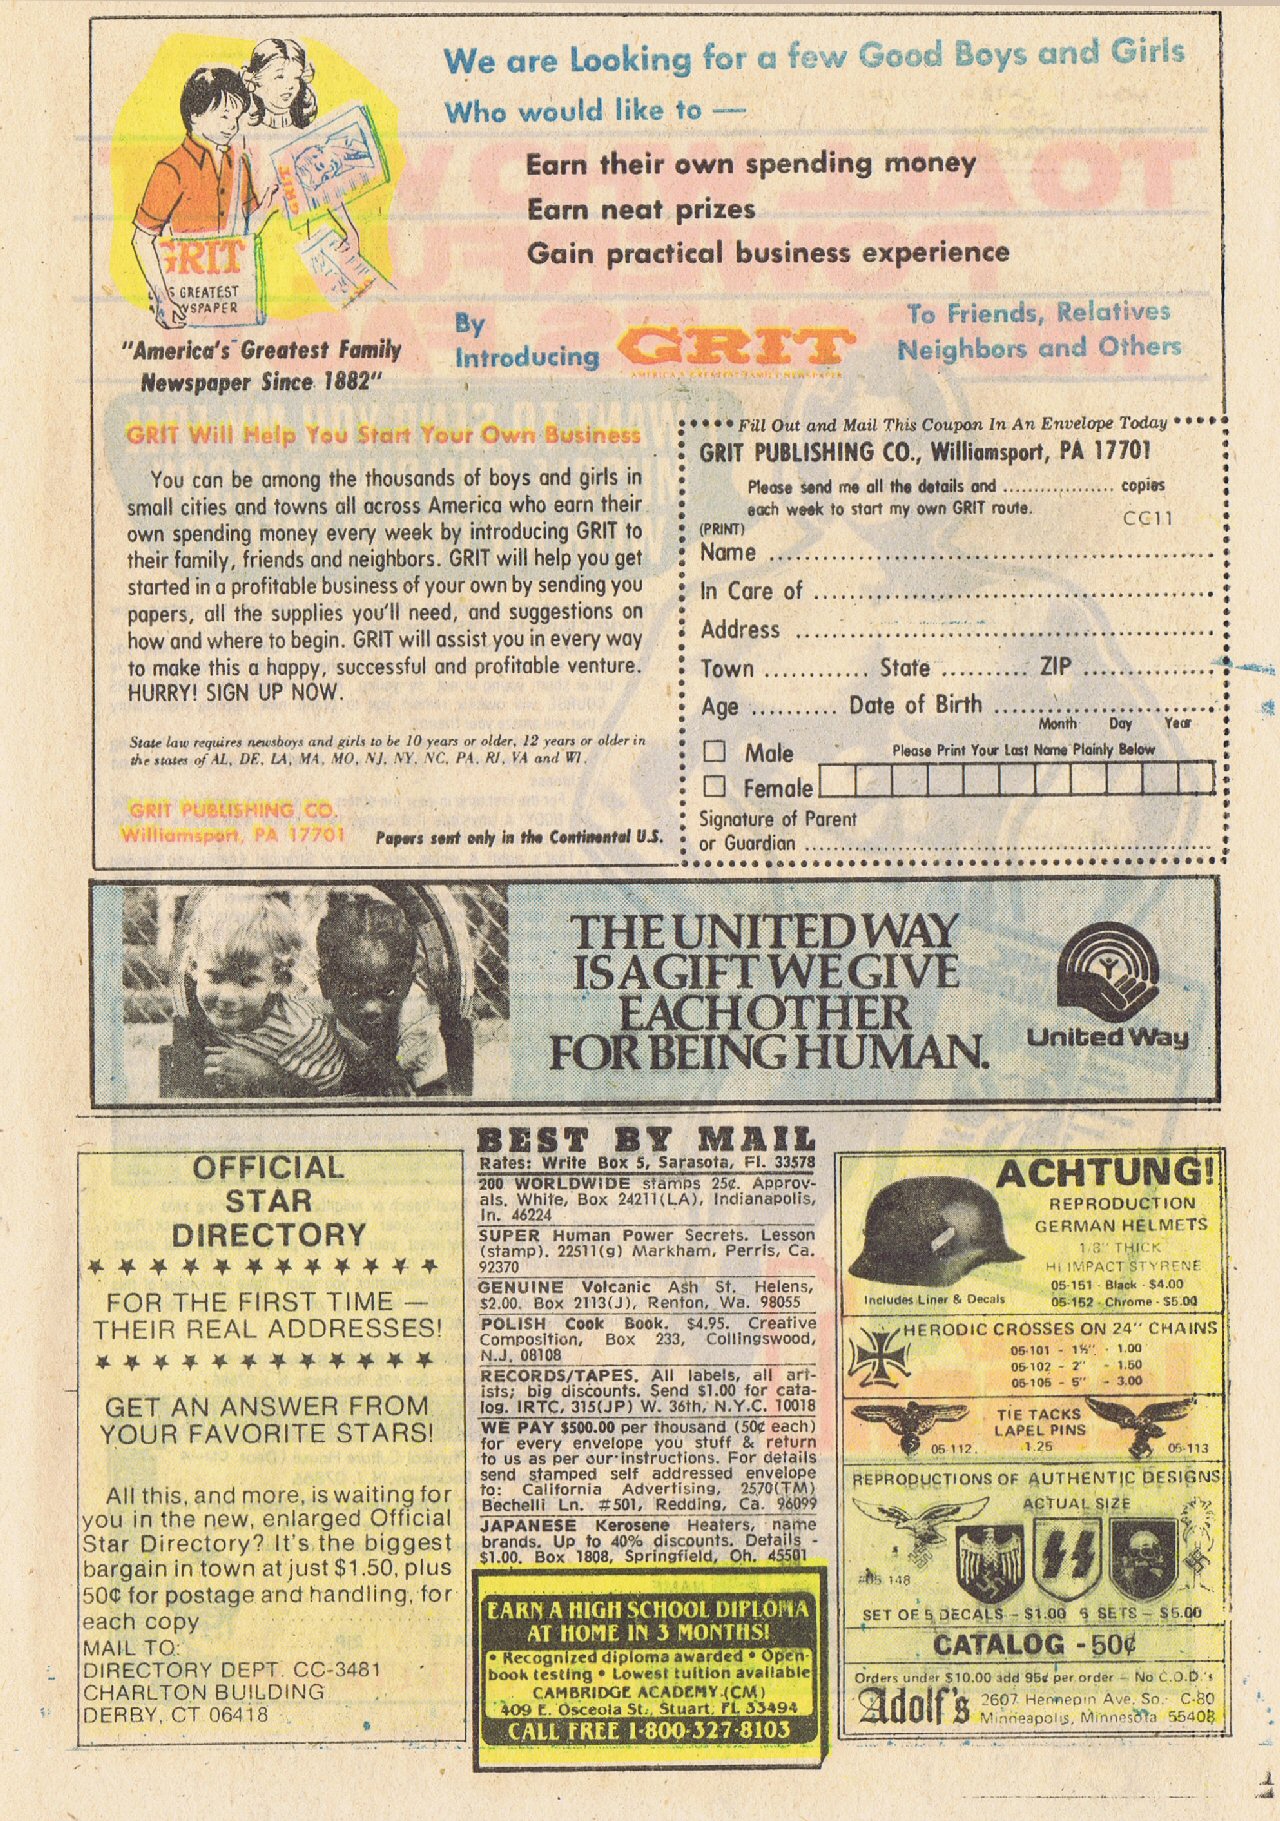 We are Looking for a few Good Boys and Girls
Who would like to —
Earn their own spending money
Earn neat prizes
Gain practical business experience
By
Introducing
GRIT
AMERICA'S GREATEST FAMILY NEWSPAPER
To Friends, Relatives
Neighbors and Others
GRIT
GRIT
GREATEST
"America's Greatest Family
Newspaper Since 1882"
GRIT Will Help You Start Your Own Business
You can be among the thousands of boys and girls in
small cities and towns all across America who earn their
own spending money every week by introducing GRIT to
their family, friends and neighbors. GRIT will help you get
started in a profitable business of your own by sending you
papers, all the supplies you'll need, and suggestions on
how and where to begin. GRIT will assist you in every way
to make this a happy, successful and profitable venture.
HURRY! SIGN UP NOW.
State law requires newsboys and girls to be 10 years or older, 12 years or older in
the states of AL, DE, LA, MA, MO, NJ, NY, NC, PA, RI, VA and WI.
GRIT PUBLISHING CO.
Williamsport, PA 17701
Papers sent only in the Continental U.S.
Fill Out and Mail This Coupon In An Envelope Today
GRIT PUBLISHING CO., Williamsport, PA 17701
Please send me all the details and .................. copies
each week to start my own GRIT route.
CC11
(PRINT)
Name
In Care of
Address
Town ............ State .......... ZIP
Age .......... Date of Birth
Month Day Year
Male
Please Print Your Last Name Plainly Below
Female
Signature of Parent
or Guardian
THE UNITED WAY
IS A GIFT WE GIVE
EACH OTHER
FOR BEING HUMAN.
United Way
OFFICIAL
STAR
DIRECTORY
FOR THE FIRST TIME —
THEIR REAL ADDRESSES!
GET AN ANSWER FROM
YOUR FAVORITE STARS!
All this, and more, is waiting for
you in the new, enlarged Official
Star Directory? It's the biggest
bargain in town at just $1.50, plus
50¢ for postage and handling, for
each copy
MAIL TO:
DIRECTORY DEPT. CC-3481
CHARLTON BUILDING
DERBY, CT 06418
BEST BY MAIL
Rates: Write Box 5, Sarasota, Fl. 33578
200 WORLDWIDE stamps 25¢. Approv-
als. White, Box 24211(LA), Indianapolis,
In. 46224
SUPER Human Power Secrets. Lesson
(stamp). 22511(g) Markham, Perris, Ca.
92370
GENUINE Volcanic Ash St. Helens,
$2.00. Box 2113(J), Renton, Wa. 98055
POLISH Cook Book. $4.95. Creative
Composition, Box 233, Collingswood,
N.J. 08108
RECORDS/TAPES. All labels, all art-
ists; big discounts. Send $1.00 for cata-
log. IRTC, 315(JP) W. 36th, N.Y.C. 10018
WE PAY $500.00 per thousand (50¢ each)
for every envelope you stuff & return
to us as per our instructions. For details
send stamped self addressed envelope
to: California Advertising, 2570(TM)
Bechelli Ln. #501, Redding, Ca. 96099
JAPANESE Kerosene Heaters, name
brands. Up to 40% discounts. Details -
$1.00. Box 1808, Springfield, Oh. 45501
EARN A HIGH SCHOOL DIPLOMA
AT HOME IN 3 MONTHS!
• Recognized diploma awarded • Open-
book testing • Lowest tuition available
CAMBRIDGE ACADEMY (CM)
409 E. Osceola St., Stuart, FL 33494
CALL FREE 1-800-327-8103
ACHTUNG!
REPRODUCTION
GERMAN HELMETS
1/8" THICK
HI IMPACT STYRENE
05-151 - Black - $4.00
Includes Liner & Decals
05-152 - Chrome - $5.00
HERODIC CROSSES ON 24" CHAINS
05-101 - 1½" - 1.00
05-102 - 2" - 1.50
05-105 - 5" - 3.00
TIE TACKS
LAPEL PINS
1.25
05-112
05-113
REPRODUCTIONS OF AUTHENTIC DESIGNS
ACTUAL SIZE
#05-148
SET OF 5 DECALS – $1.00 6 SETS – $5.00
CATALOG - 50¢
Orders under $10.00 add 95¢ per order – No C.O.D.'s
Adolf's
2607 Hennepin Ave. So. C-80
Minneapolis, Minnesota 55408